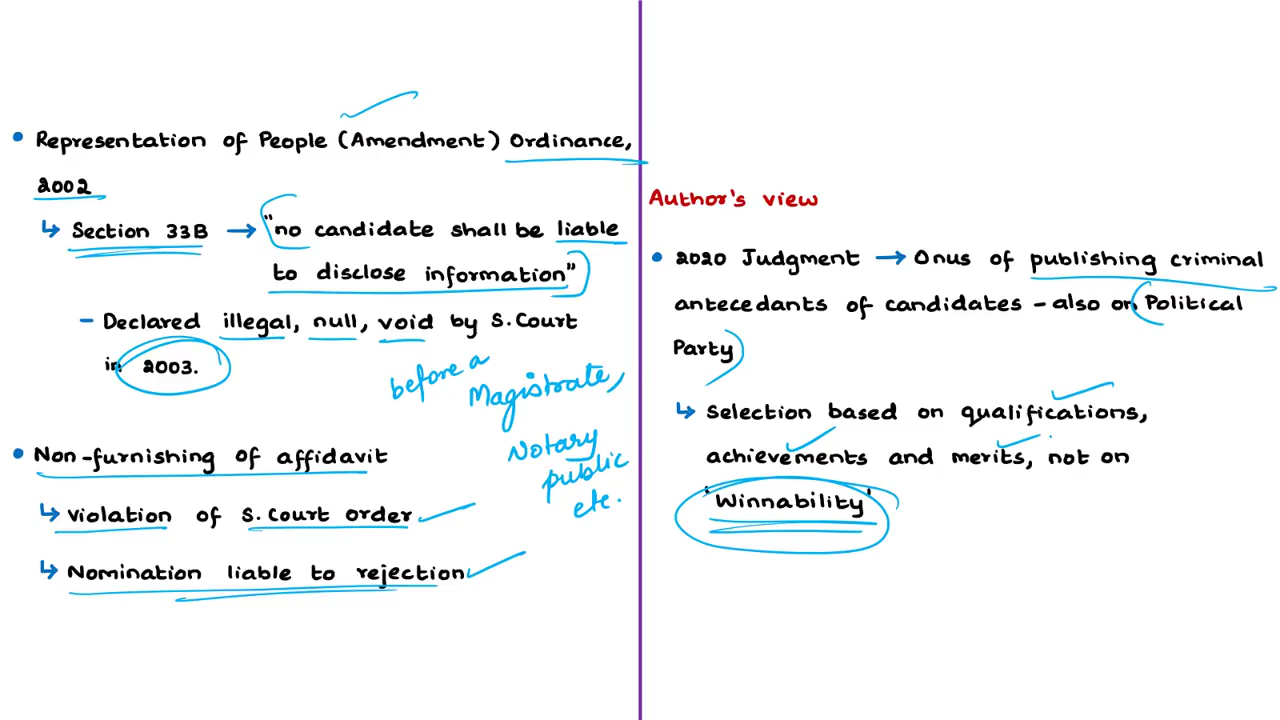 • Representation of People (Amendment) Ordinance,
2002
↳ Section 33B → "no candidate shall be liable
to disclose information"
– Declared illegal, null, void by S.Court
in 2003.
before a
Magistrate,
Notary
public
etc.
• Non-furnishing of affidavit
↳ violation of S.Court order
↳ Nomination liable to rejection
Author's view
• 2020 Judgment → Onus of publishing criminal
antecedants of candidates – also on Political
Party
↳ Selection based on qualifications,
achievements and merits, not on
'Winnability'